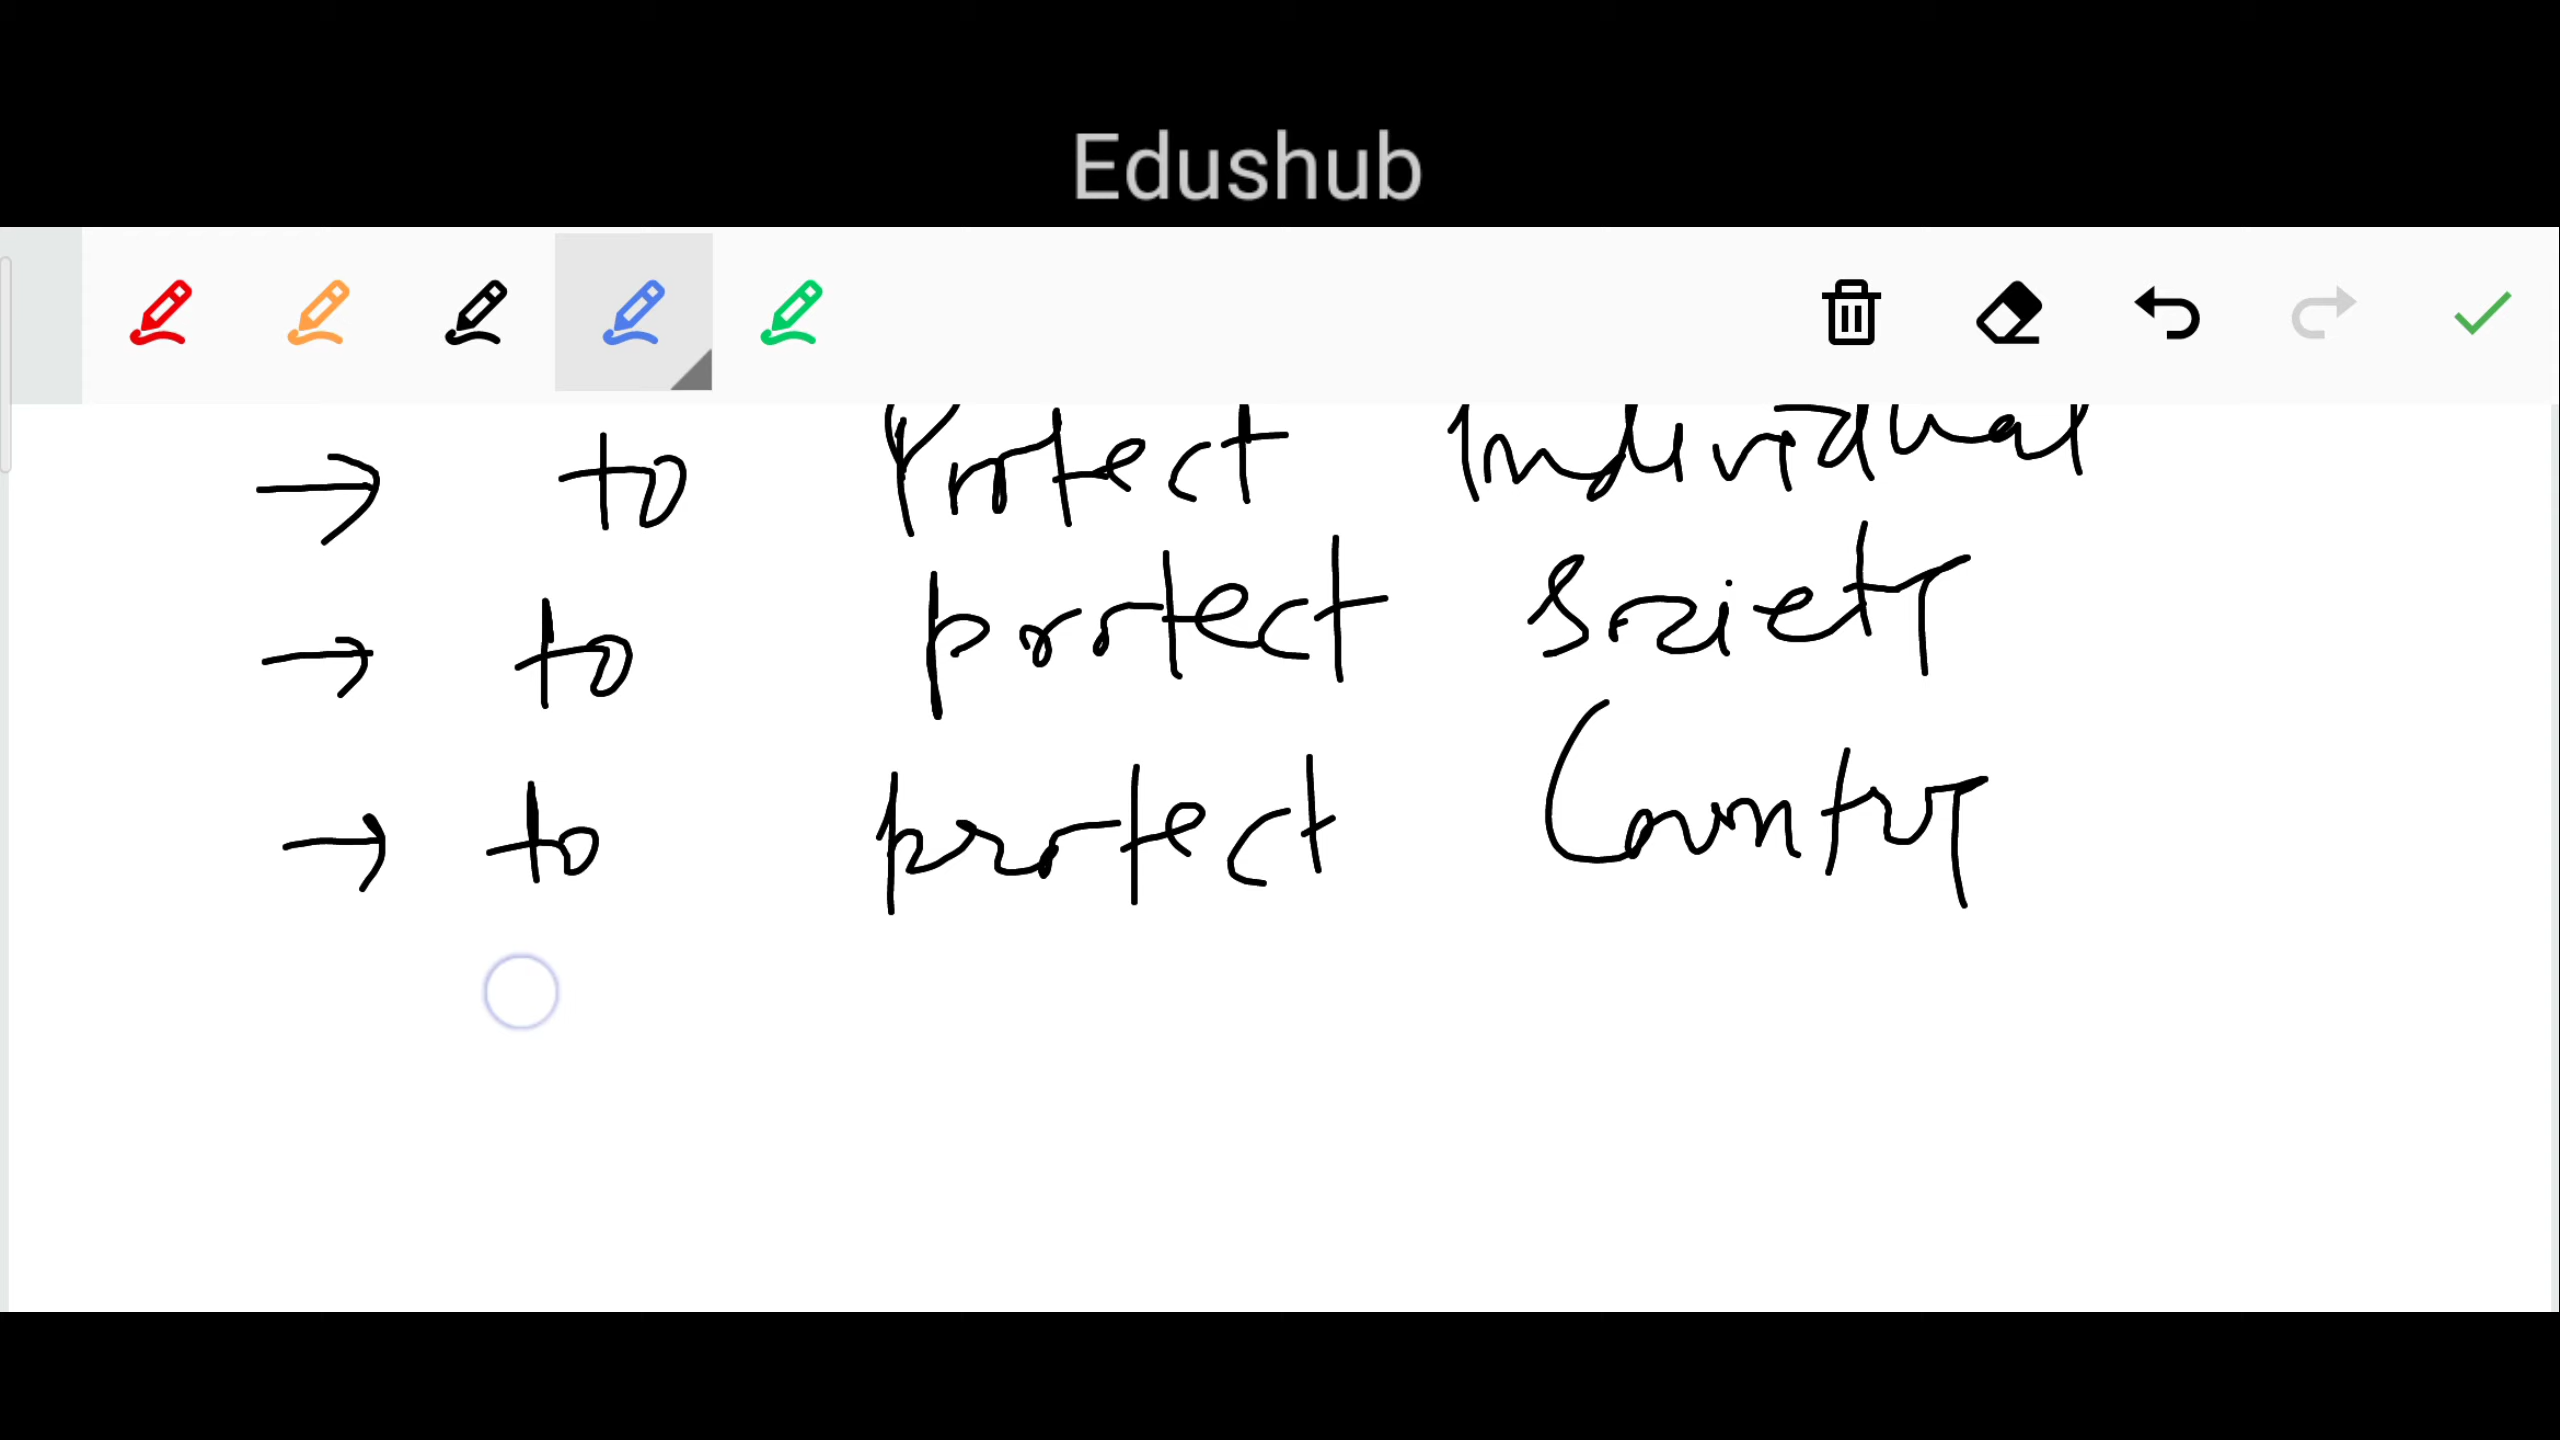 Edushub
→ to Protect Individual
→ to protect Society
→ to protect Country